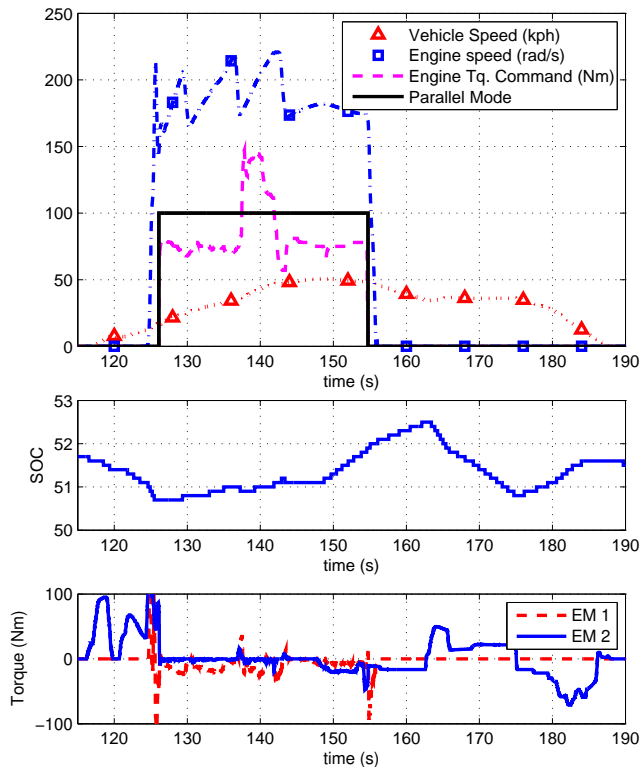 250
200
150
100
50
0
Vehicle Speed (kph)
Engine speed (rad/s)
Engine Tq. Command (Nm)
Parallel Mode
120 130 140 150 160 170 180 190
time (s)
53
52
51
50
SOC
120 130 140 150 160 170 180 190
time (s)
100
0
−100
Torque (Nm)
EM 1
EM 2
120 130 140 150 160 170 180 190
time (s)